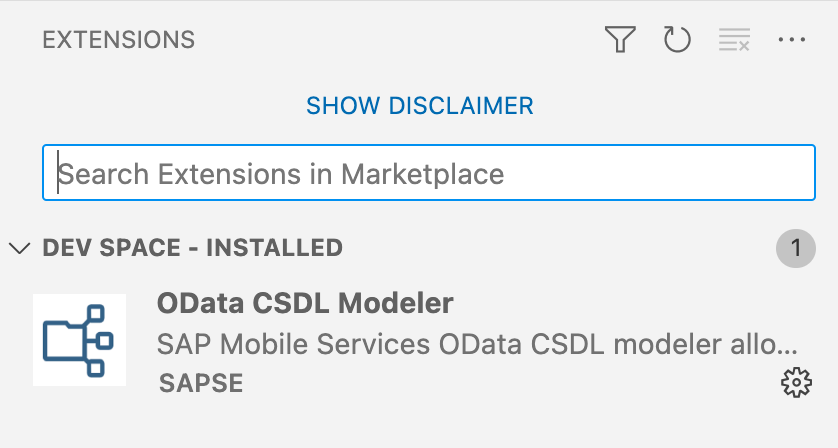 EXTENSIONS
SHOW DISCLAIMER
Search Extensions in Marketplace
DEV SPACE - INSTALLED
1
OData CSDL Modeler
SAP Mobile Services OData CSDL modeler allo...
SAPSE